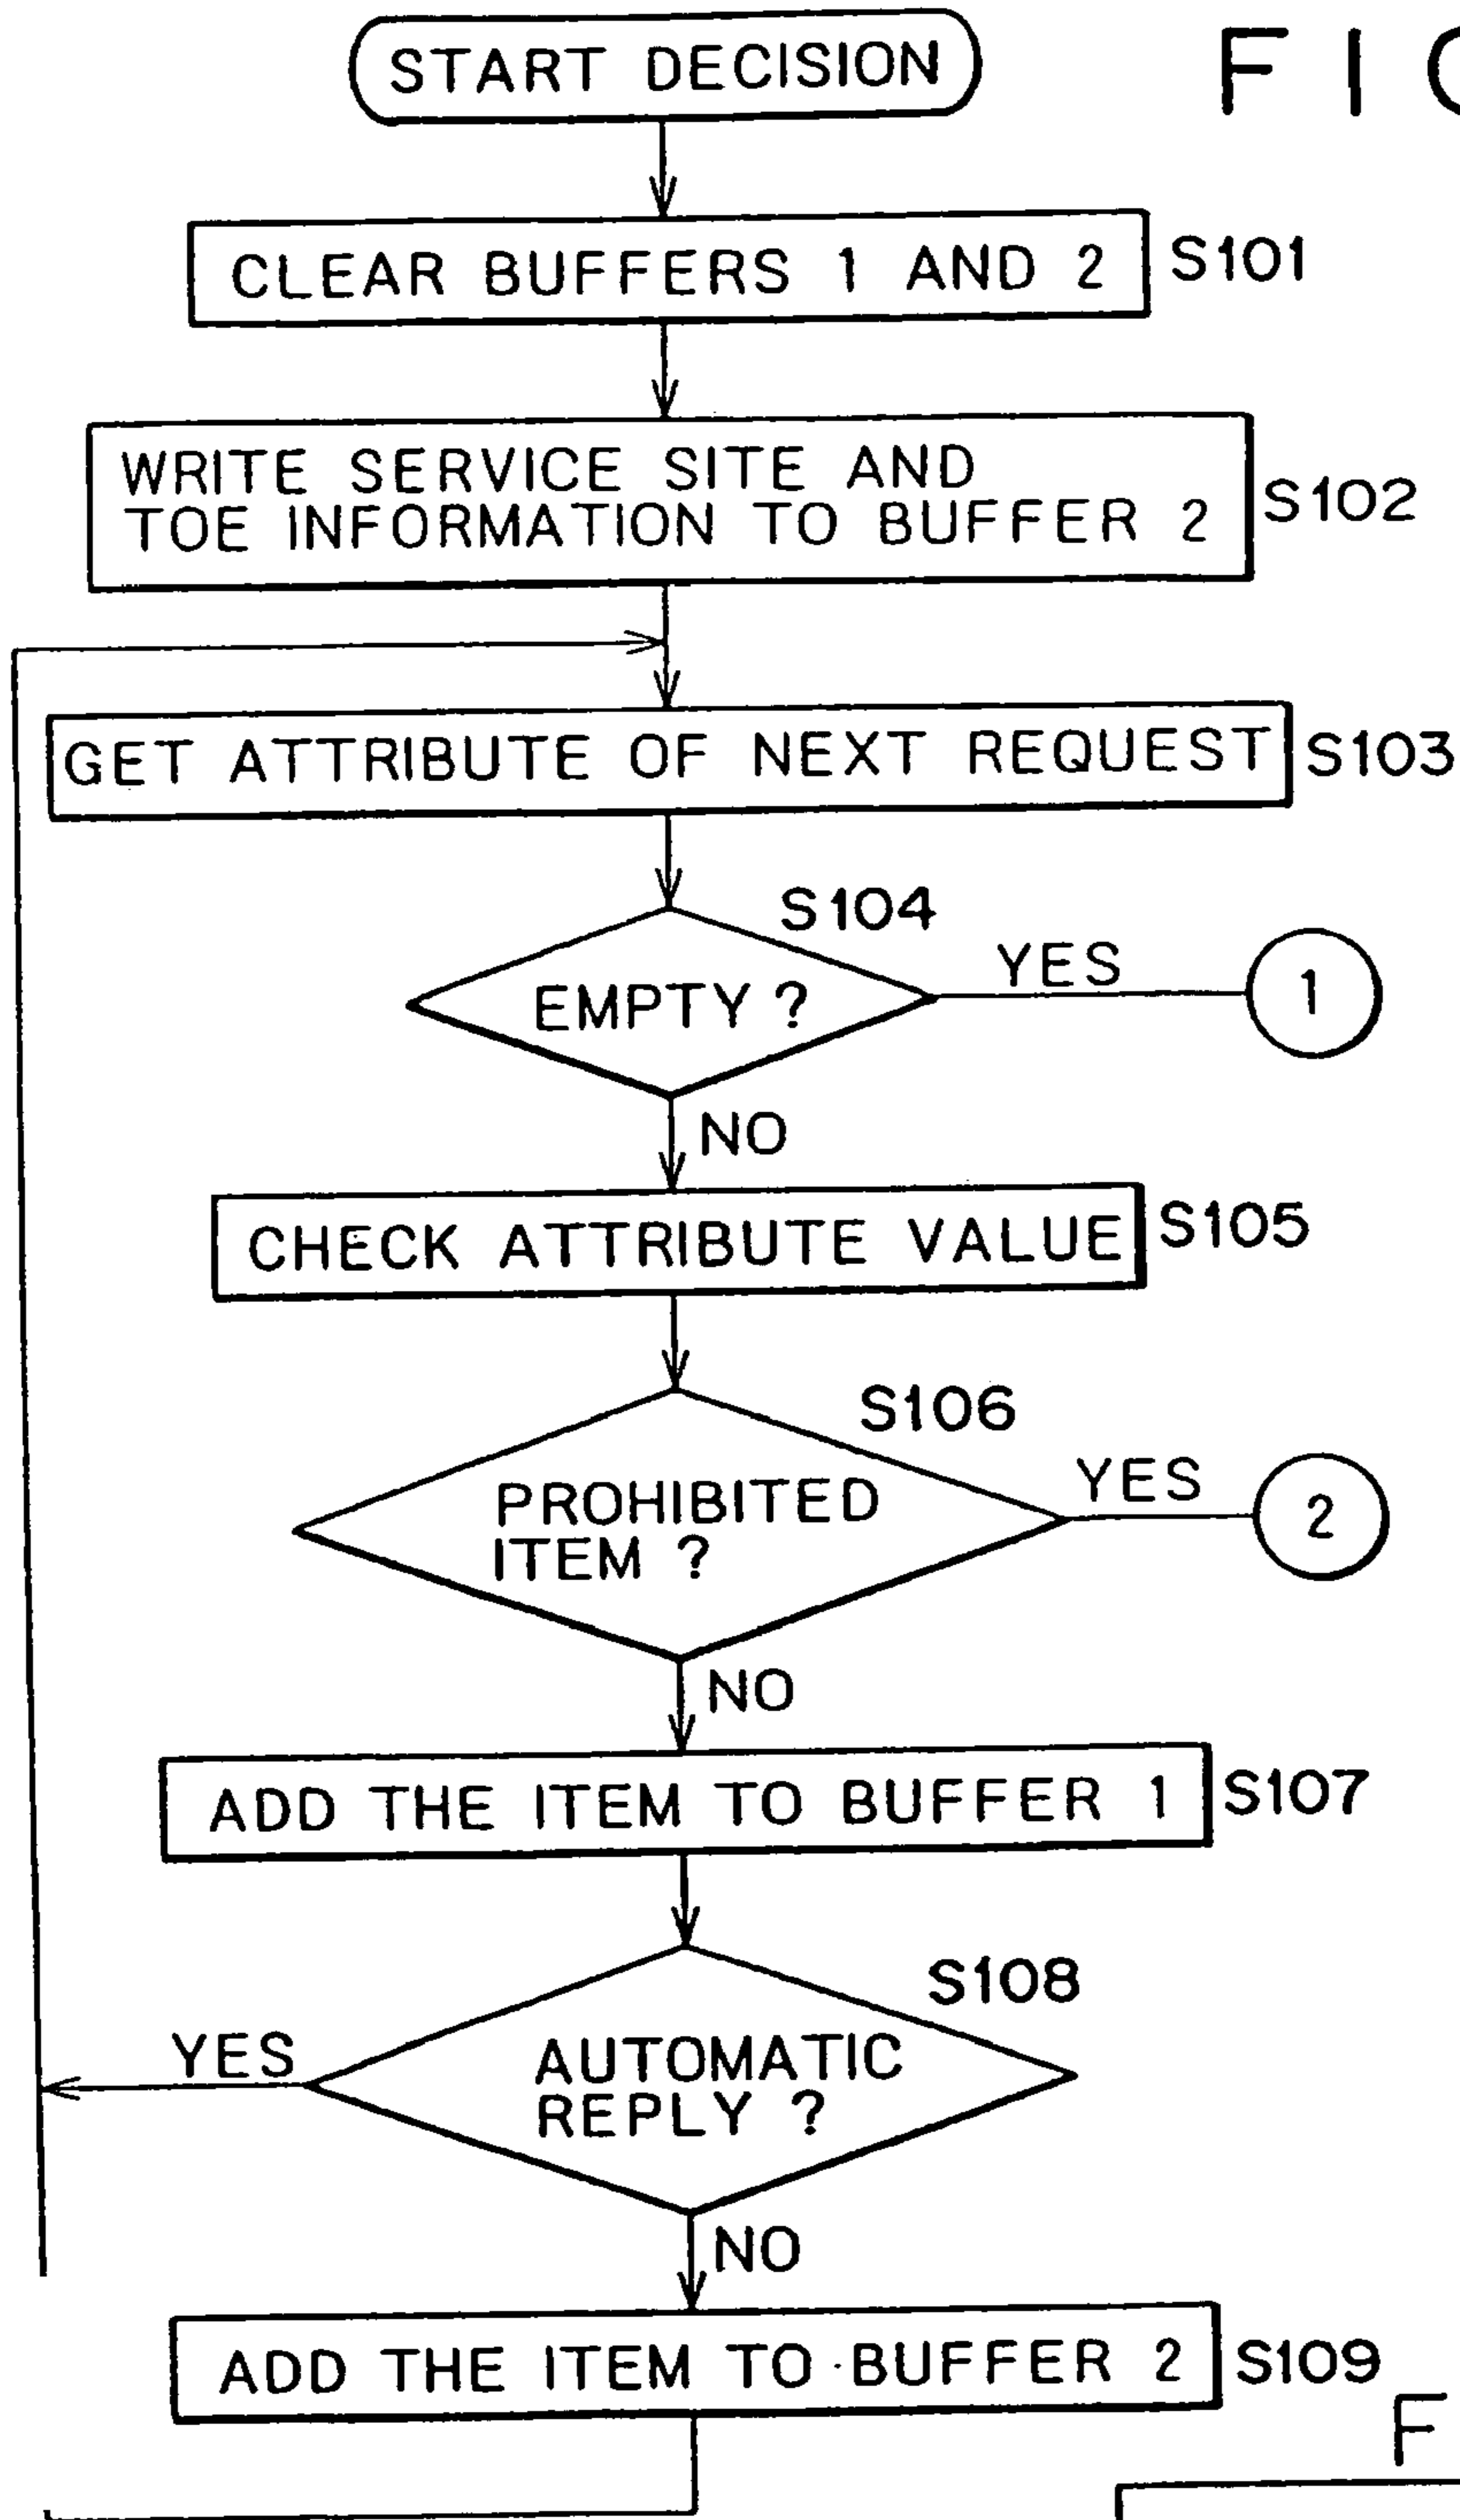 START DECISION
F I
CLEAR BUFFERS 1 AND 2
S101
WRITE SERVICE SITE AND
TOE INFORMATION TO BUFFER 2
S102
GET ATTRIBUTE OF NEXT REQUEST
S103
S104
EMPTY ?
YES
1
NO
CHECK ATTRIBUTE VALUE
S105
S106
PROHIBITED
ITEM ?
YES
2
NO
ADD THE ITEM TO BUFFER 1
S107
S108
AUTOMATIC
REPLY ?
YES
NO
ADD THE ITEM TO BUFFER 2
S109
F